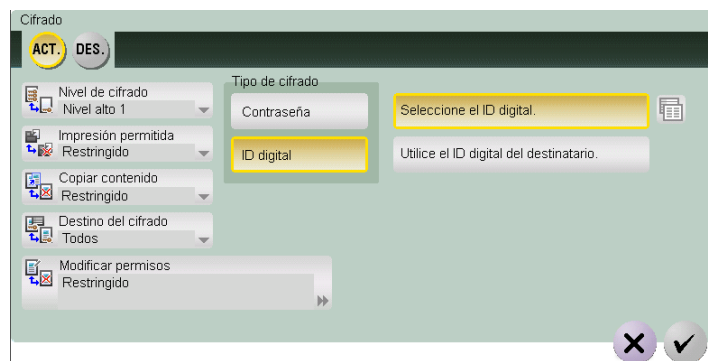 Cifrado
ACT.
DES.
Nivel de cifrado
Nivel alto 1
Impresión permitida
Restringido
Copiar contenido
Restringido
Destino del cifrado
Todos
Modificar permisos
Restringido
Tipo de cifrado
Contraseña
ID digital
Seleccione el ID digital.
Utilice el ID digital del destinatario.